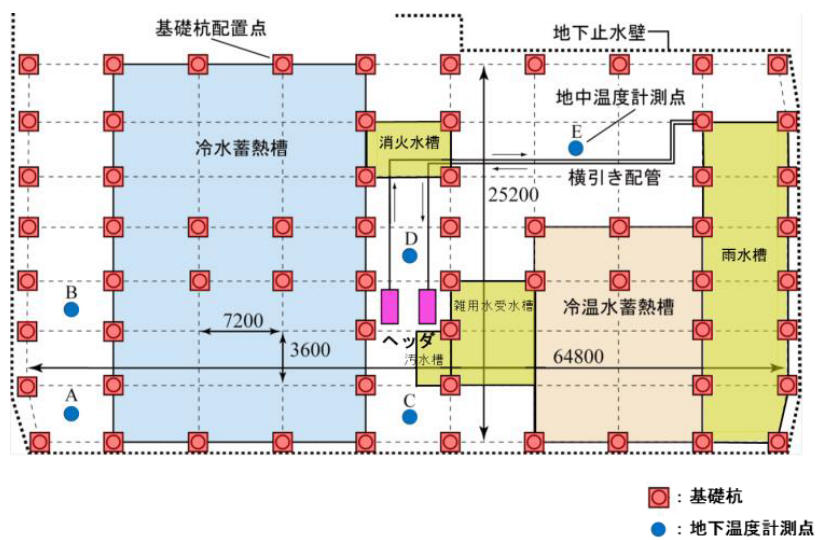 基礎杭配置点
地下止水壁
地中温度計測点
E
冷水蓄熱槽
消火水槽
横引き配管
25200
D
雨水槽
B
7200
雑用水受水槽
冷温水蓄熱槽
ヘッダ
3600
汚水槽
64800
A
C
：基礎杭
：地下温度計測点